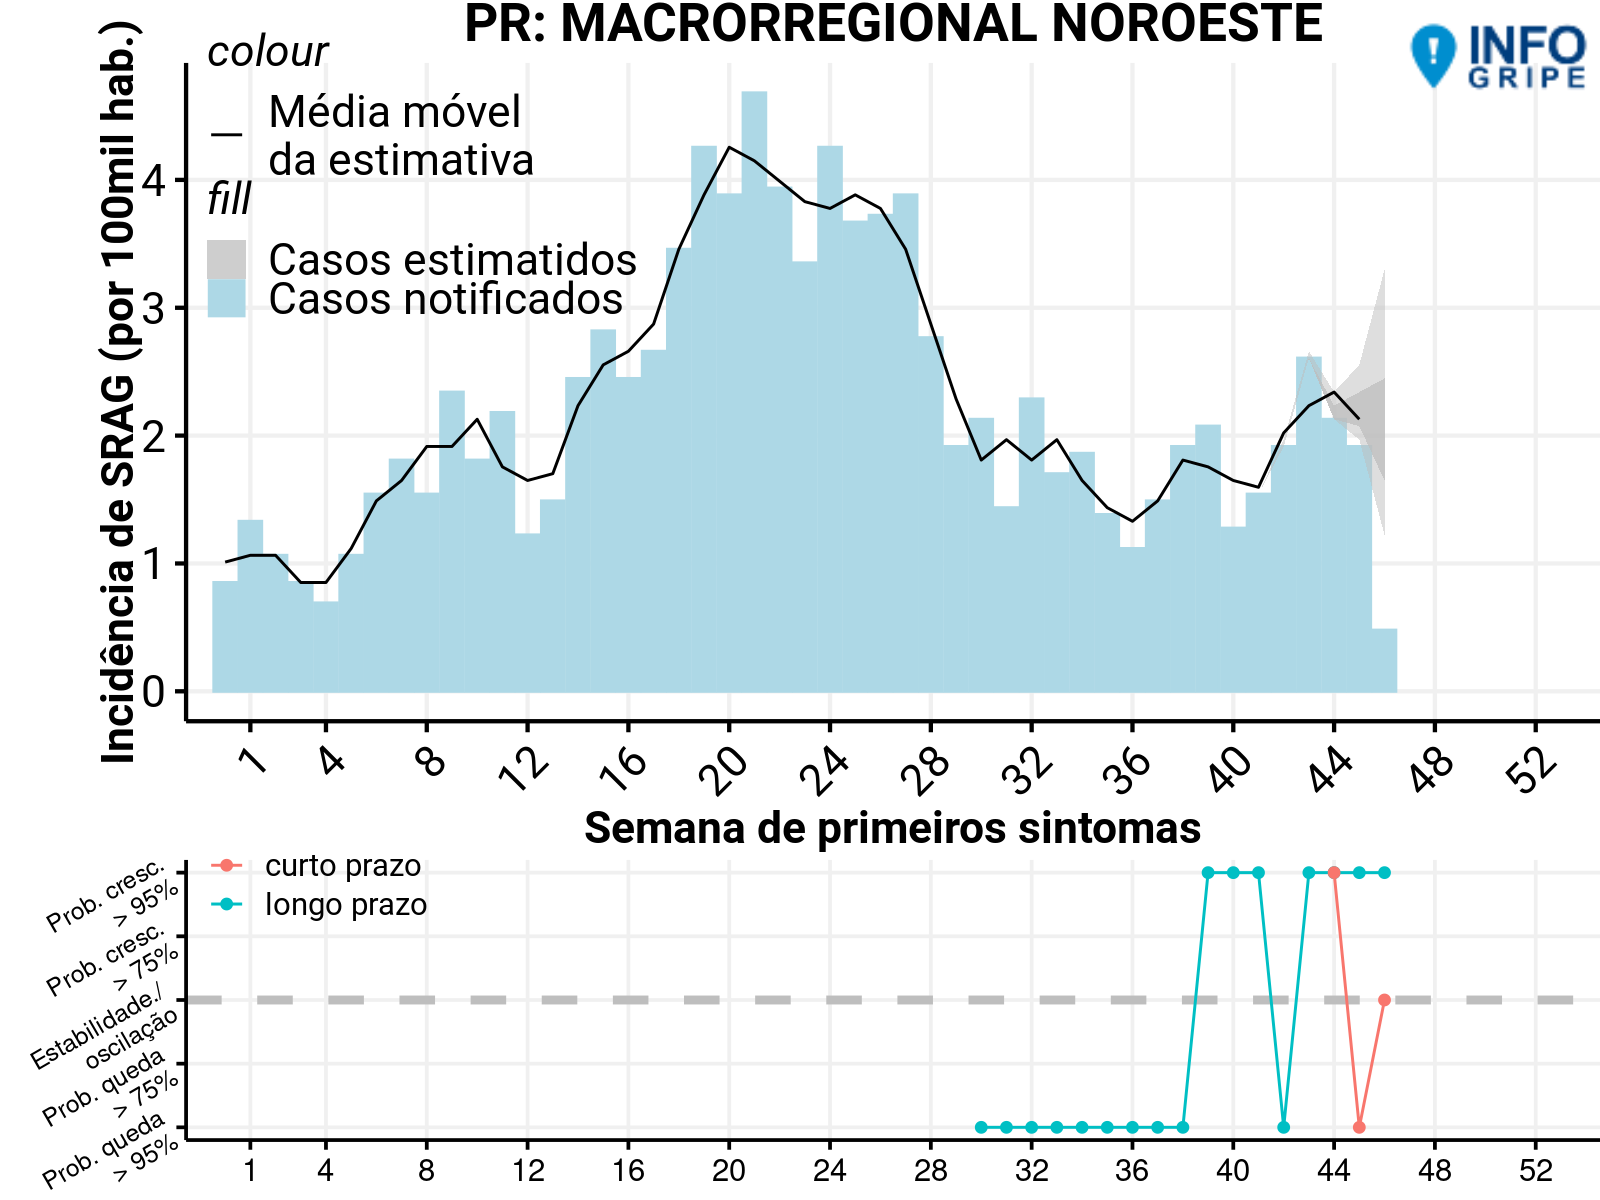 PR: MACRORREGIONAL NOROESTE
INFO
GRIPE
Incidência de SRAG (por 100mil hab.)
colour
Média móvel
da estimativa
fill
Casos estimatidos
Casos notificados
4
3
2
1
0
1 4 8 12 16 20 24 28 32 36 40 44 48 52
Semana de primeiros sintomas
curto prazo
longo prazo
Prob. cresc.
> 95%
Prob. cresc.
> 75%
Estabilidade./
oscilação
Prob. queda
> 75%
Prob. queda
> 95%
1 4 8 12 16 20 24 28 32 36 40 44 48 52